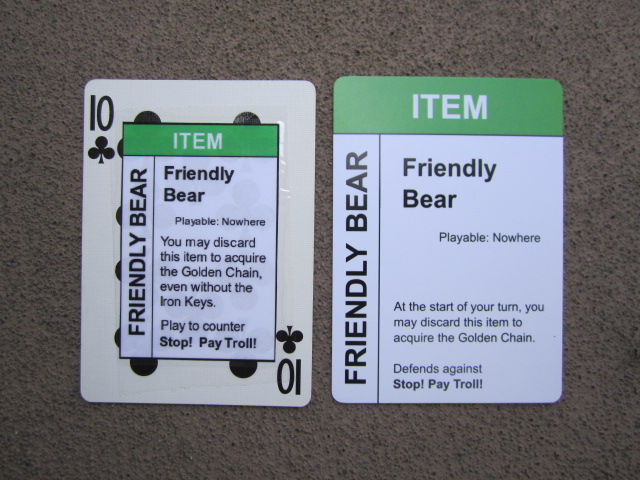 10
ITEM
FRIENDLY BEAR
Friendly
Bear
Playable: Nowhere
You may discard
this item to acquire
the Golden Chain,
even without the
Iron Keys.
Play to counter
Stop! Pay Troll!
10
ITEM
FRIENDLY BEAR
Friendly
Bear
Playable: Nowhere
At the start of your turn, you
may discard this item to
acquire the Golden Chain.
Defends against
Stop! Pay Troll!